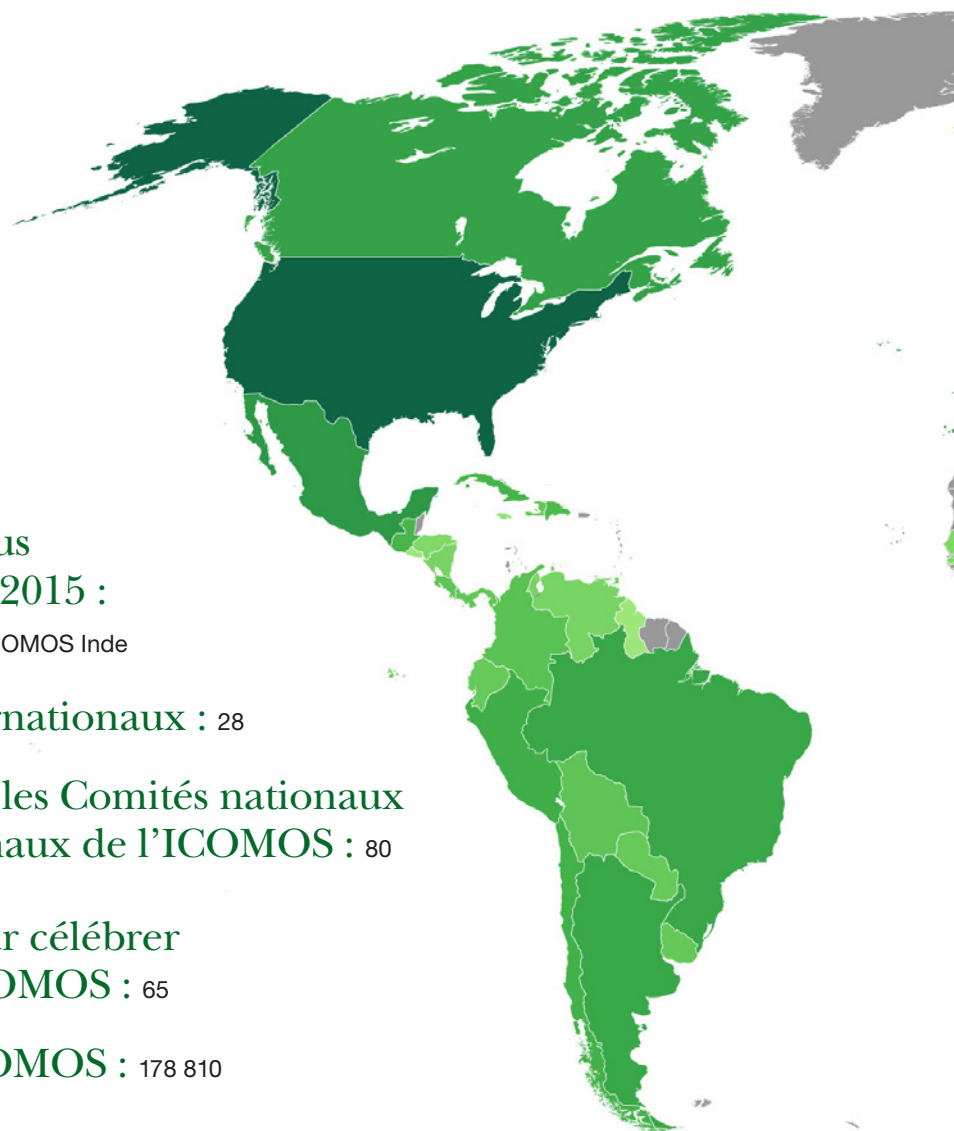 us
2015 :
OMOS Inde
rnationaux : 28
les Comités nationaux
naux de l’ICOMOS : 80
r célébrer
OMOS : 65
OMOS : 178 810